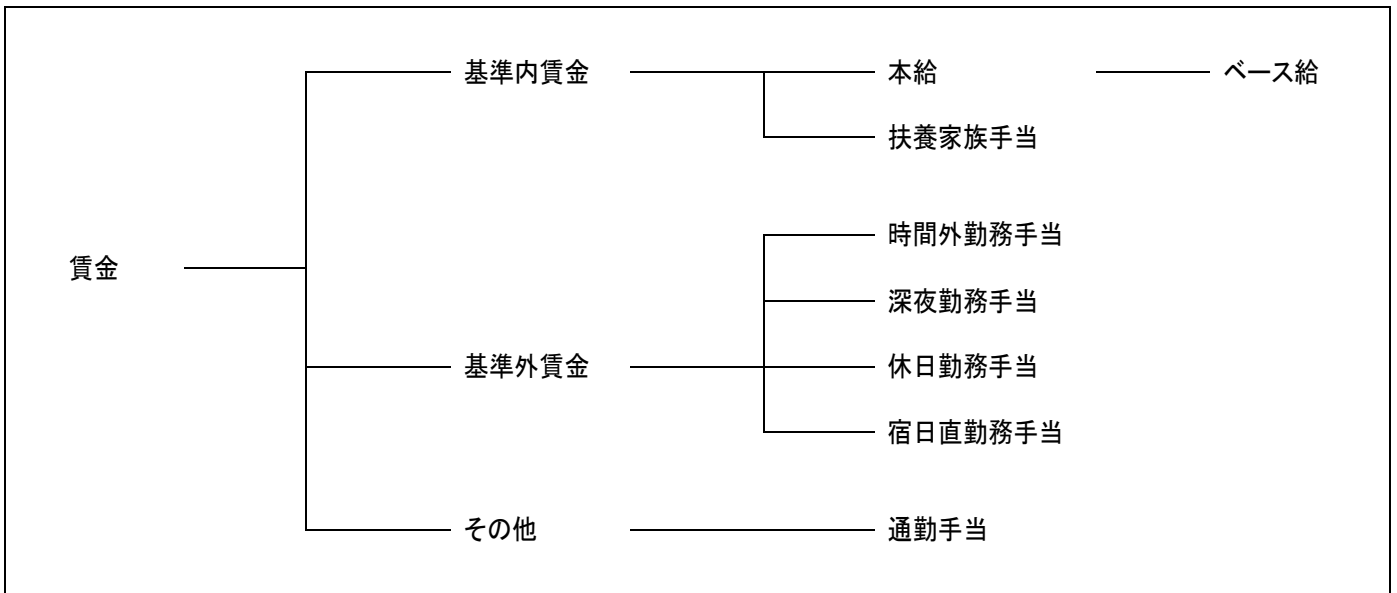 基準内賃金 本給 ベース給
扶養家族手当
時間外勤務手当
賃金
深夜勤務手当
基準外賃金 休日勤務手当
宿日直勤務手当
その他 通勤手当